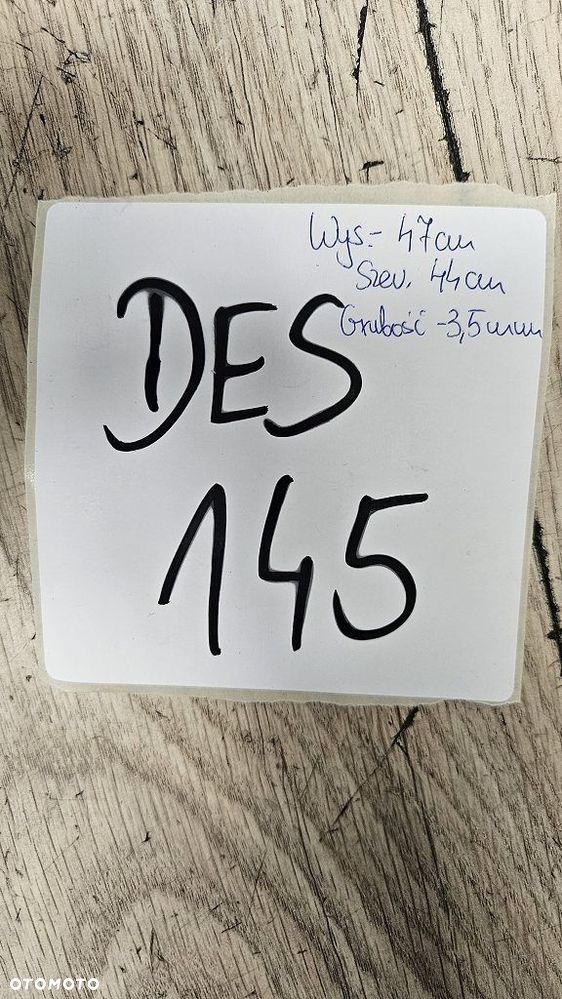 Wys.- 47cm
Szer. 44cm
Grubość -3,5mm
DES
145
OTOMOTO